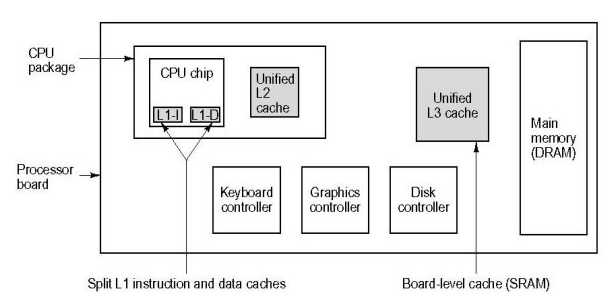 CPU
package
CPU chip
L1-I
L1-D
Unified
L2
cache
Unified
L3 cache
Main
memory
(DRAM)
Processor
board
Keyboard
controller
Graphics
controller
Disk
controller
Split L1 instruction and data caches
Board-level cache (SRAM)